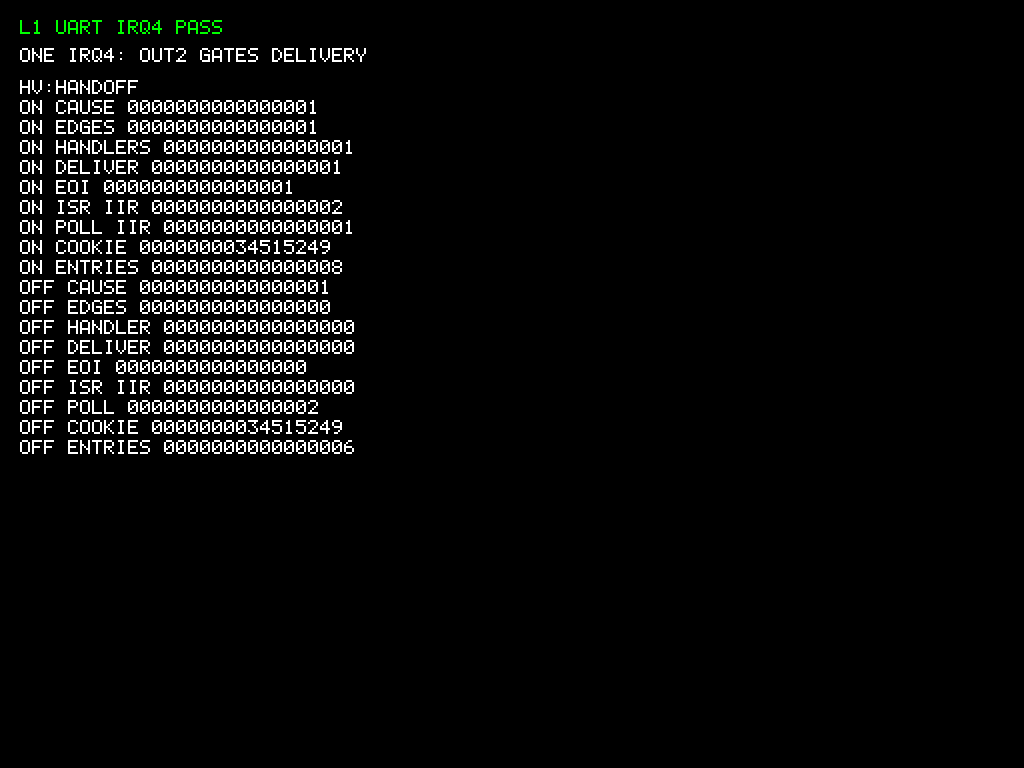 L1 UART IRQ4 PASS
ONE IRQ4: OUT2 GATES DELIVERY
HV:HANDOFF
ON CAUSE 0000000000000001
ON EDGES 0000000000000001
ON HANDLERS 0000000000000001
ON DELIVER 0000000000000001
ON EOI 0000000000000001
ON ISR IIR 0000000000000002
ON POLL IIR 0000000000000001
ON COOKIE 0000000034515249
ON ENTRIES 0000000000000008
OFF CAUSE 0000000000000001
OFF EDGES 0000000000000000
OFF HANDLER 0000000000000000
OFF DELIVER 0000000000000000
OFF EOI 0000000000000000
OFF ISR IIR 0000000000000000
OFF POLL 0000000000000002
OFF COOKIE 0000000034515249
OFF ENTRIES 0000000000000006